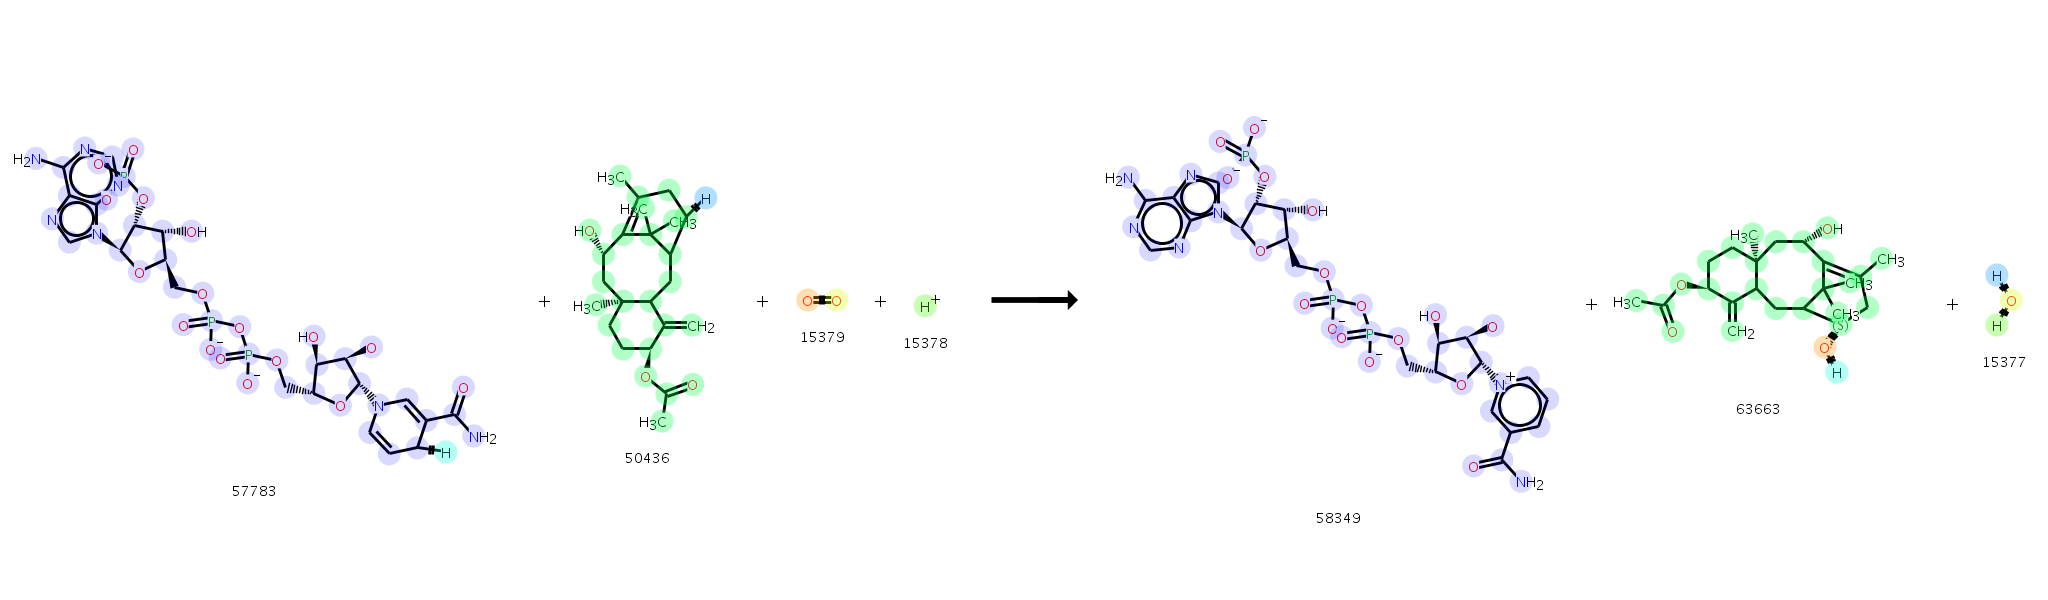 H₂N N N N N O⁻ P O O O OH O
O O P O O⁻ O O P O⁻
HO O O N O NH₂ H
57783
+
H₃C H H₃C CH₃ HO H₃C CH₂ O O H₃C
50436
+
O O
15379
+
H⁺
15378
H₂N N N N N O⁻ O P O⁻ O OH O
O O P O O⁻ O P O O⁻
HO O O N⁺ O NH₂
58349
+
H₃C OH CH₃ CH₃ CH₃ H₃C O O CH₂ (S) O H
63663
+
H O H
15377